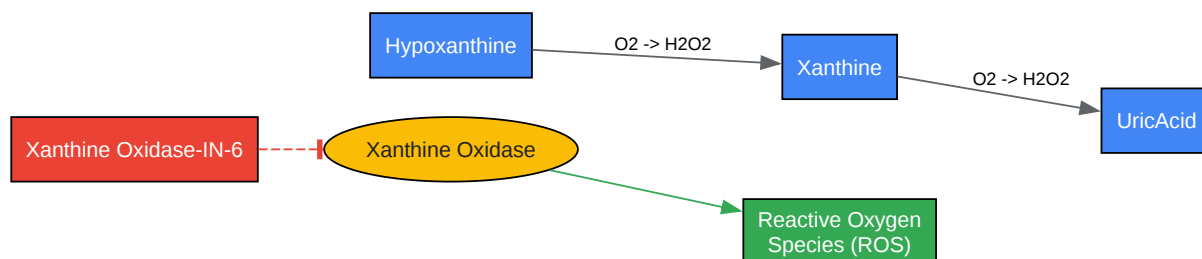 Hypoxanthine
O2 -> H2O2
Xanthine
O2 -> H2O2
UricAcid
Xanthine Oxidase-IN-6
Xanthine Oxidase
Reactive Oxygen
Species (ROS)